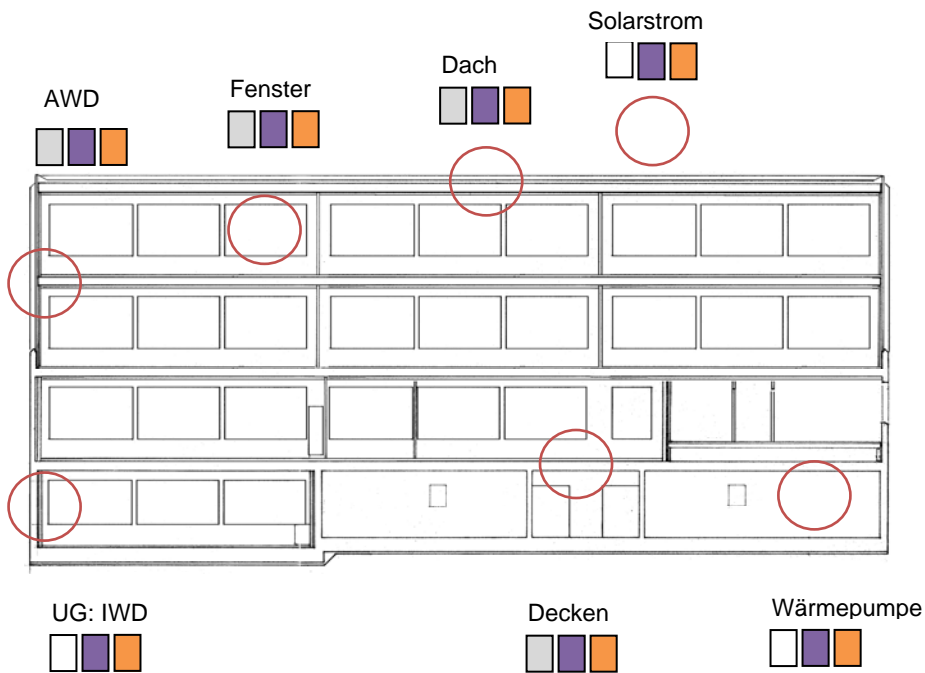 Solarstrom
Dach
Fenster
AWD
UG: IWD
Decken
Wärmepumpe